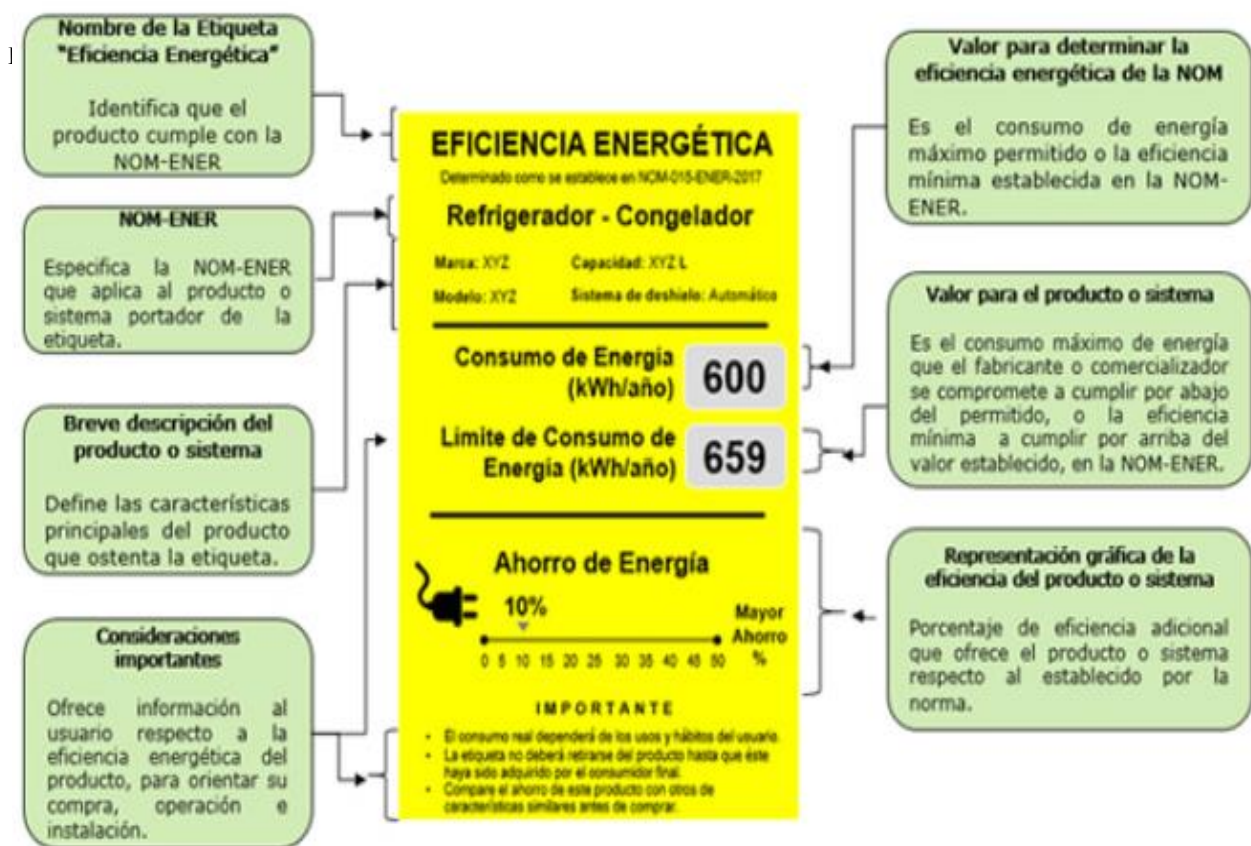 Nombre de la Etiqueta
"Eficiencia Energética"
Identifica que el
producto cumple con la
NOM-ENER
NOM-ENER
Especifica la NOM-ENER
que aplica al producto o
sistema portador de la
etiqueta.
Breve descripción del
producto o sistema
Define las características
principales del producto
que ostenta la etiqueta.
Consideraciones
importantes
Ofrece información al
usuario respecto a la
eficiencia energética del
producto, para orientar su
compra, operación e
instalación.
EFICIENCIA ENERGÉTICA
Determinado como se establece en NOM-015-ENER-2017
Refrigerador - Congelador
Marca: XYZ Capacidad: XYZ L
Modelo: XYZ Sistema de deshielo: Automático
Consumo de Energía
(kWh/año) 600
Limite de Consumo de
Energía (kWh/año) 659
Ahorro de Energía
10%
Mayor
Ahorro
%
0 5 10 15 20 25 30 35 40 45 50
IMPORTANTE
• El consumo real dependerá de los usos y hábitos del usuario.
• La etiqueta no deberá retirarse del producto hasta que éste
haya sido adquirido por el consumidor final.
• Compare el ahorro de este producto con otros de
características similares antes de comprar.
Valor para determinar la
eficiencia energética de la NOM
Es el consumo de energía
máximo permitido o la eficiencia
mínima establecida en la NOM-
ENER.
Valor para el producto o sistema
Es el consumo máximo de energía
que el fabricante o comercializador
se compromete a cumplir por abajo
del permitido, o la eficiencia
mínima a cumplir por arriba del
valor establecido, en la NOM-ENER.
Representación gráfica de la
eficiencia del producto o sistema
Porcentaje de eficiencia adicional
que ofrece el producto o sistema
respecto al establecido por la
norma.